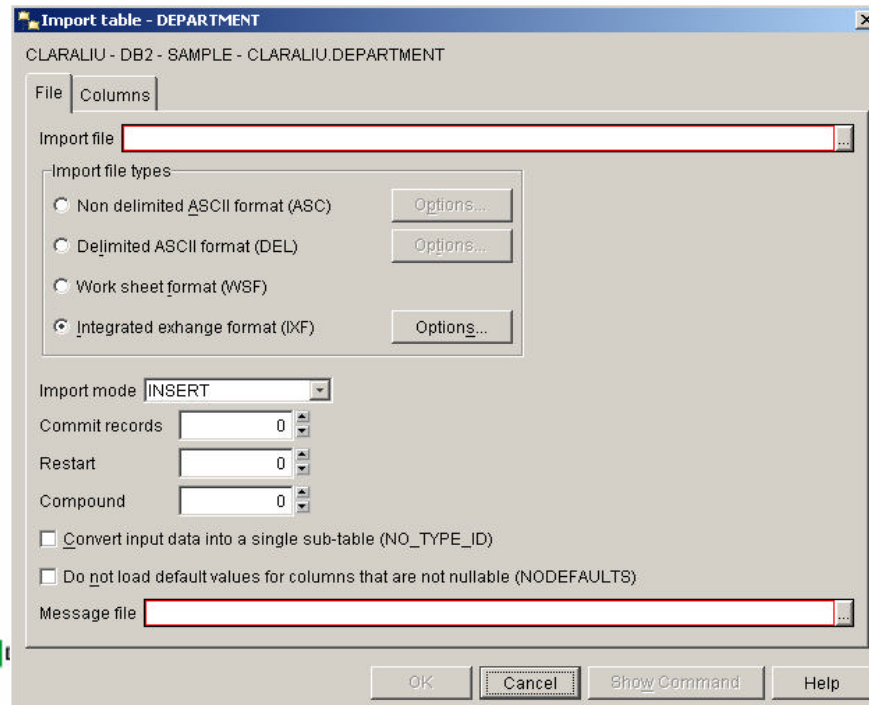 Import table - DEPARTMENT
CLARALIU - DB2 - SAMPLE - CLARALIU.DEPARTMENT
File Columns
Import file ...
Import file types
Non delimited ASCII format (ASC) Options...
Delimited ASCII format (DEL) Options...
Work sheet format (WSF)
Integrated exhange format (IXF) Options...
Import mode INSERT
Commit records 0
Restart 0
Compound 0
Convert input data into a single sub-table (NO_TYPE_ID)
Do not load default values for columns that are not nullable (NODEFAULTS)
Message file ...
OK Cancel Show Command Help